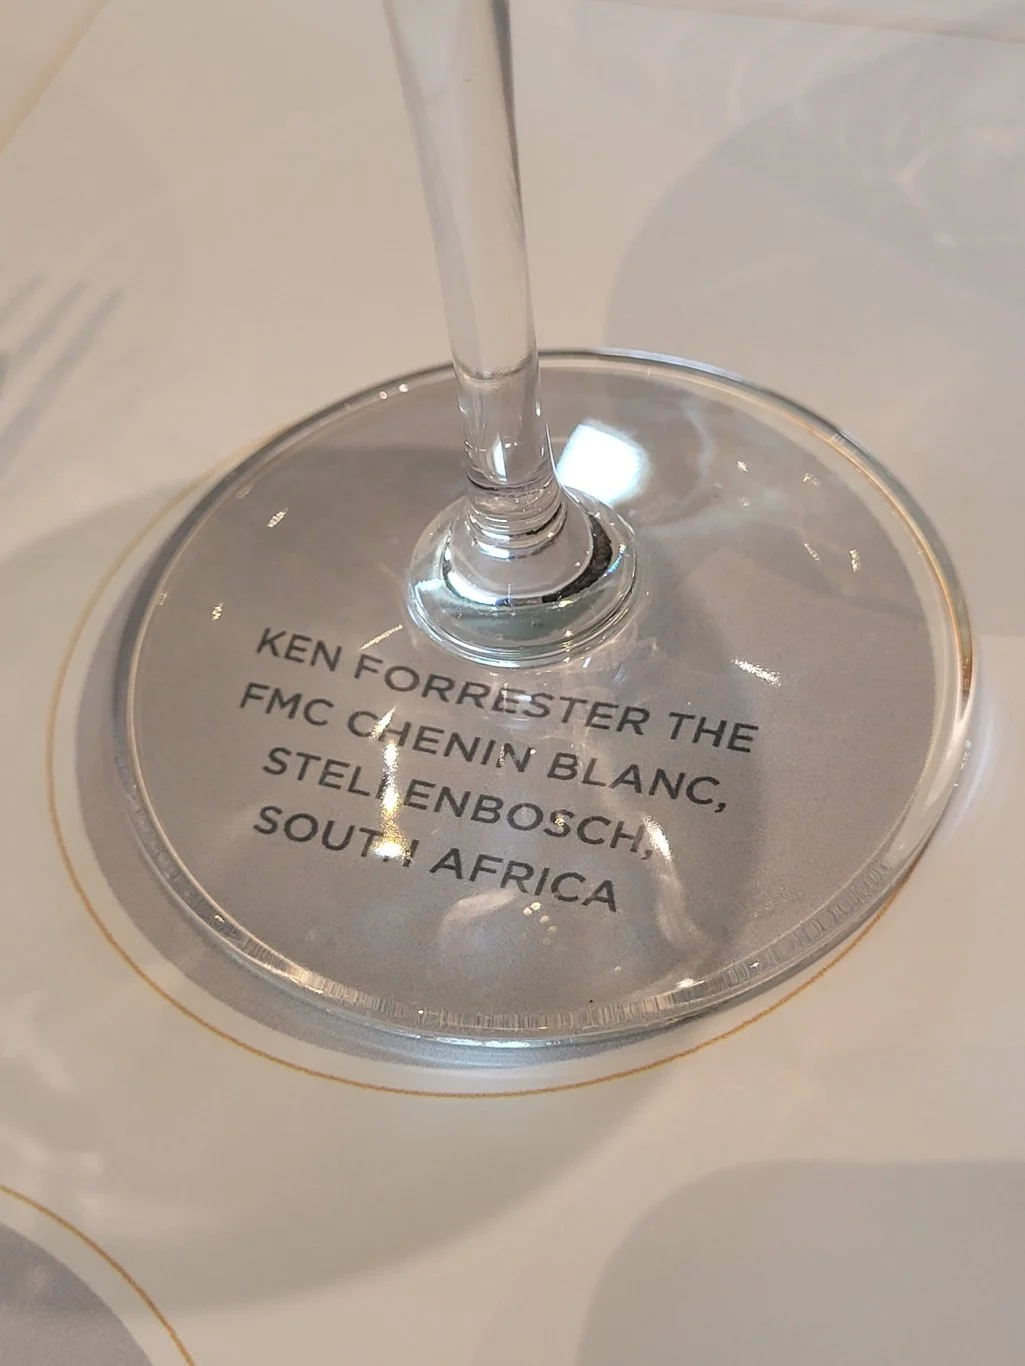 KEN FORRESTER THE
FMC CHENIN BLANC,
STELLENBOSCH,
SOUTH AFRICA